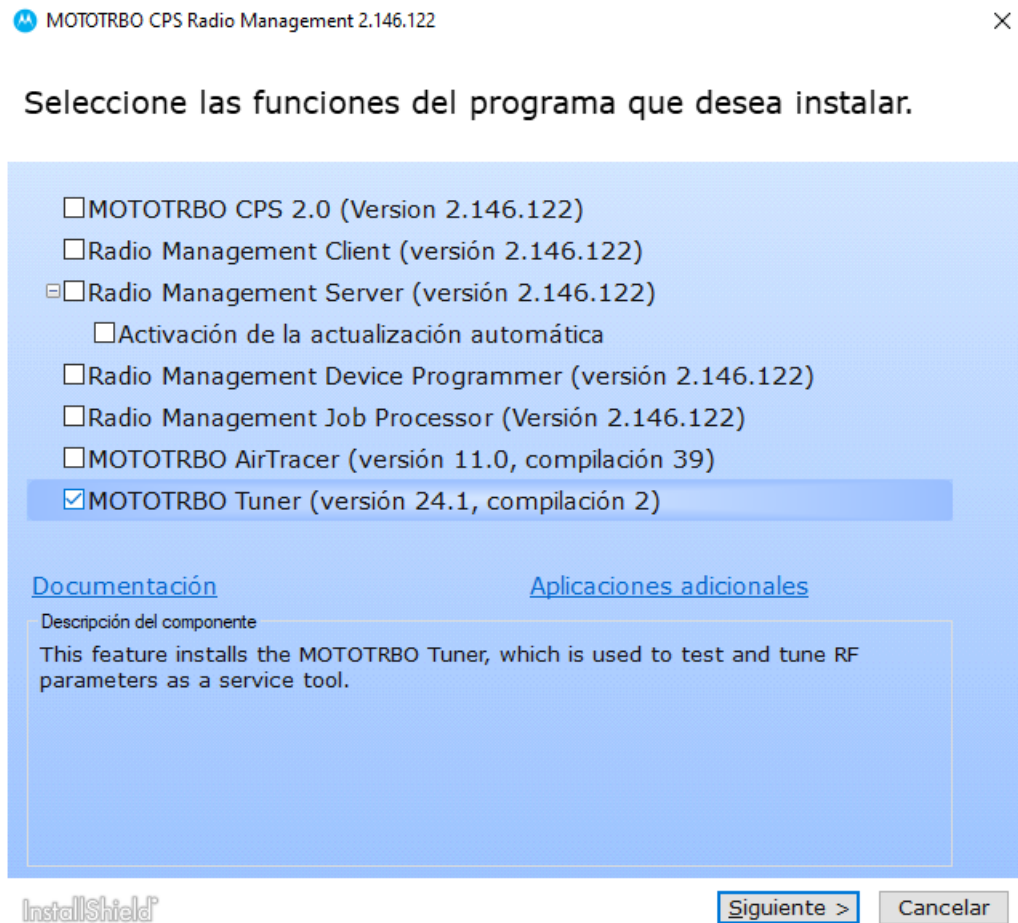 MOTOTRBO CPS Radio Management 2.146.122
Seleccione las funciones del programa que desea instalar.
MOTOTRBO CPS 2.0 (Version 2.146.122)
Radio Management Client (versión 2.146.122)
Radio Management Server (versión 2.146.122)
Activación de la actualización automática
Radio Management Device Programmer (versión 2.146.122)
Radio Management Job Processor (Versión 2.146.122)
MOTOTRBO AirTracer (versión 11.0, compilación 39)
MOTOTRBO Tuner (versión 24.1, compilación 2)
Documentación Aplicaciones adicionales
Descripción del componente
This feature installs the MOTOTRBO Tuner, which is used to test and tune RF
parameters as a service tool.
InstallShield Siguiente > Cancelar